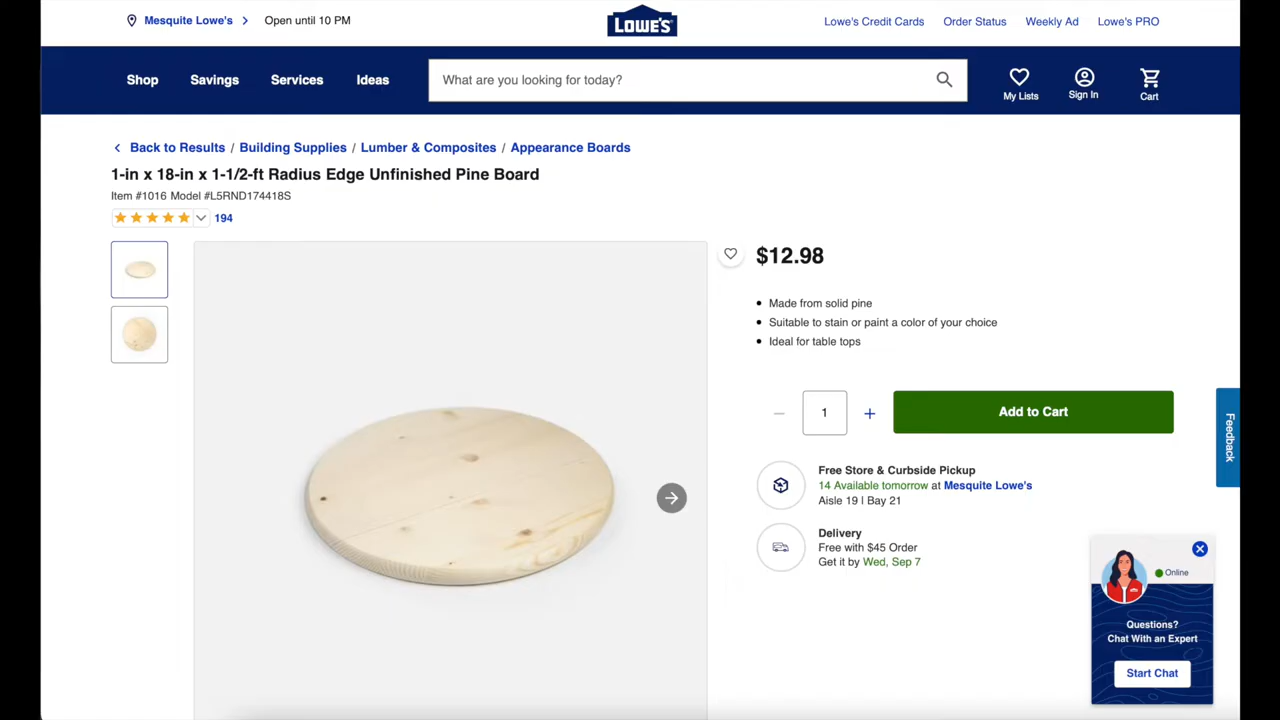 Mesquite Lowe's
Open until 10 PM
LOWE'S
Lowe's Credit Cards
Order Status
Weekly Ad
Lowe's PRO
Shop
Savings
Services
Ideas
What are you looking for today?
My Lists
Sign In
Cart
Back to Results / Building Supplies / Lumber & Composites / Appearance Boards
1-in x 18-in x 1-1/2-ft Radius Edge Unfinished Pine Board
Item #1016 Model #L5RND174418S
194
$12.98
Made from solid pine
Suitable to stain or paint a color of your choice
Ideal for table tops
1
Add to Cart
Free Store & Curbside Pickup
14 Available tomorrow at Mesquite Lowe's
Aisle 19 | Bay 21
Delivery
Free with $45 Order
Get it by Wed, Sep 7
Feedback
Online
Questions?
Chat With an Expert
Start Chat